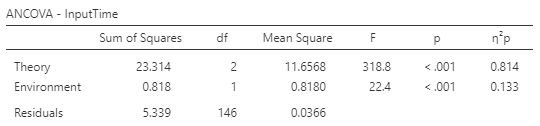 ANCOVA - InputTime
Sum of Squares df Mean Square F p η²p
Theory 23.314 2 11.6568 318.8 < .001 0.814
Environment 0.818 1 0.8180 22.4 < .001 0.133
Residuals 5.339 146 0.0366